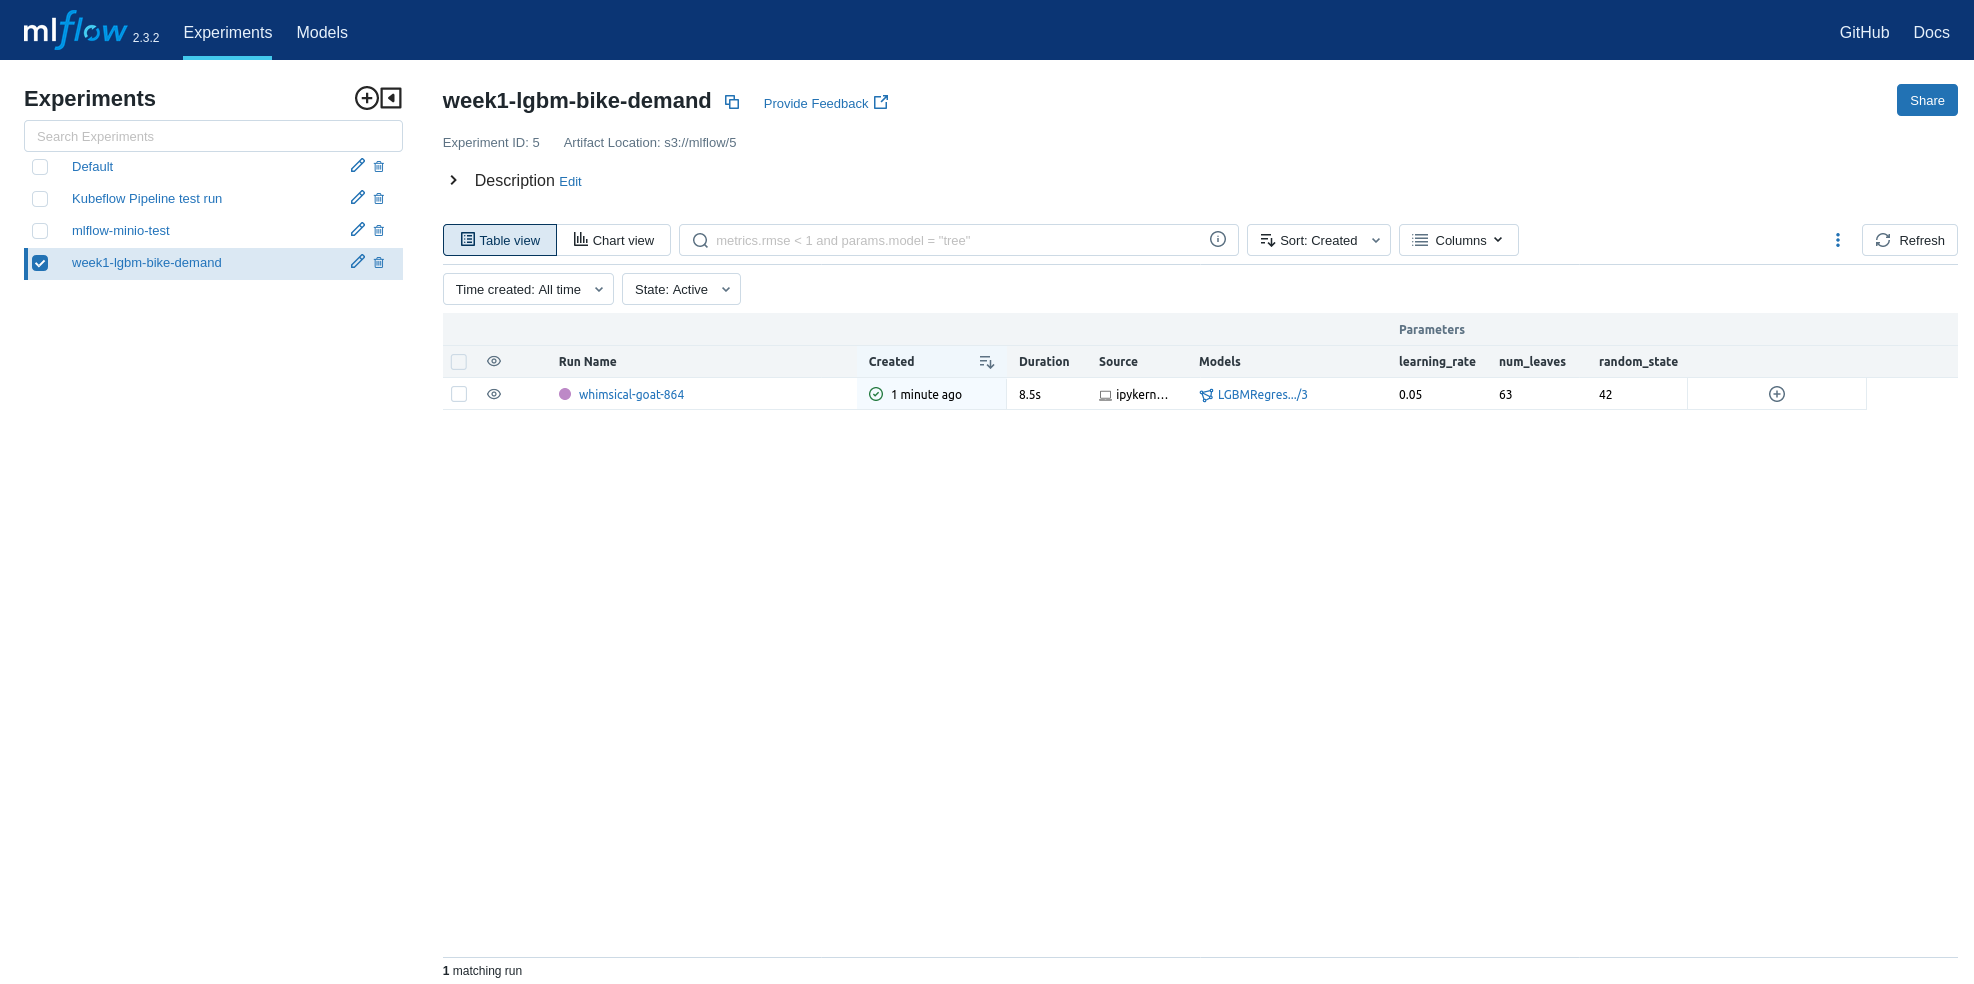 mlflow 2.3.2 Experiments Models GitHub Docs
Experiments
Search Experiments
Default
Kubeflow Pipeline test run
mlflow-minio-test
week1-lgbm-bike-demand
week1-lgbm-bike-demand Provide Feedback Share
Experiment ID: 5 Artifact Location: s3://mlflow/5
Description Edit
Table view Chart view metrics.rmse < 1 and params.model = "tree" Sort: Created Columns Refresh
Time created: All time State: Active
Parameters
Run Name Created Duration Source Models learning_rate num_leaves random_state
whimsical-goat-864 1 minute ago 8.5s ipykern... LGBMRegres.../3 0.05 63 42
1 matching run